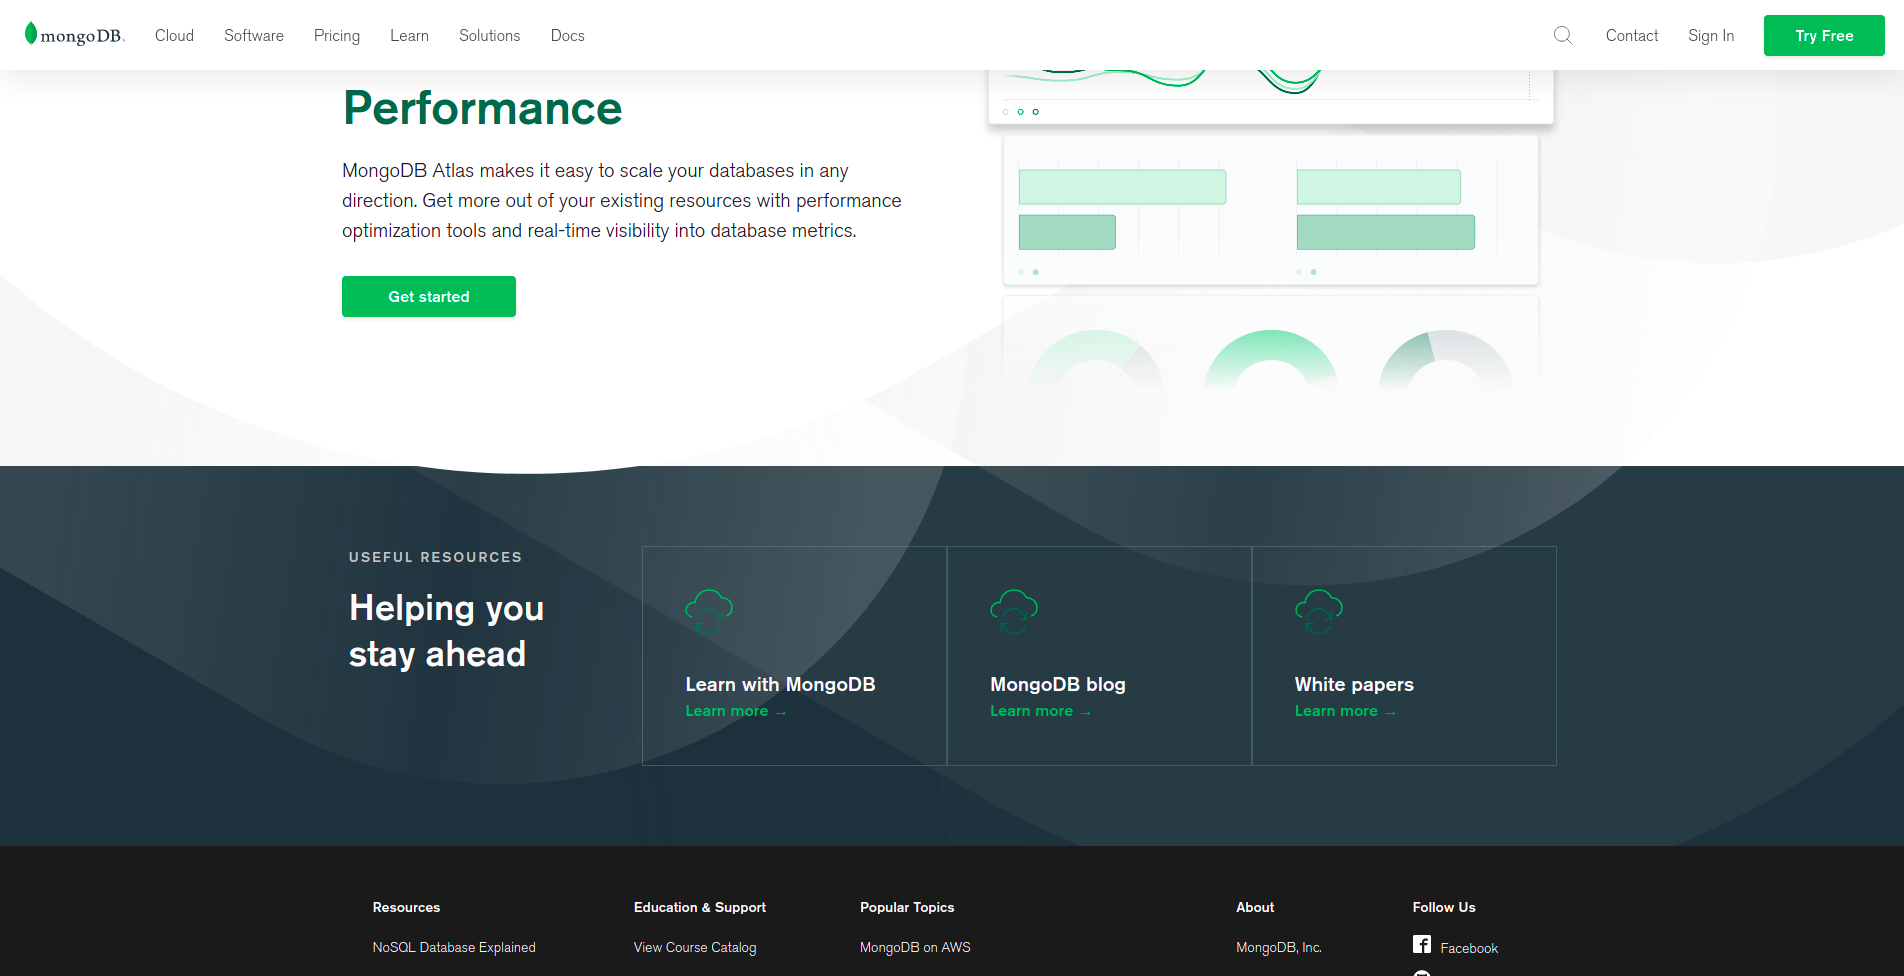 mongoDB.
Cloud
Software
Pricing
Learn
Solutions
Docs
Contact
Sign In
Try Free
Performance
MongoDB Atlas makes it easy to scale your databases in any
direction. Get more out of your existing resources with performance
optimization tools and real-time visibility into database metrics.
Get started
USEFUL RESOURCES
Helping you
stay ahead
Learn with MongoDB
Learn more →
MongoDB blog
Learn more →
White papers
Learn more →
Resources
NoSQL Database Explained
Education & Support
View Course Catalog
Popular Topics
MongoDB on AWS
About
MongoDB, Inc.
Follow Us
Facebook